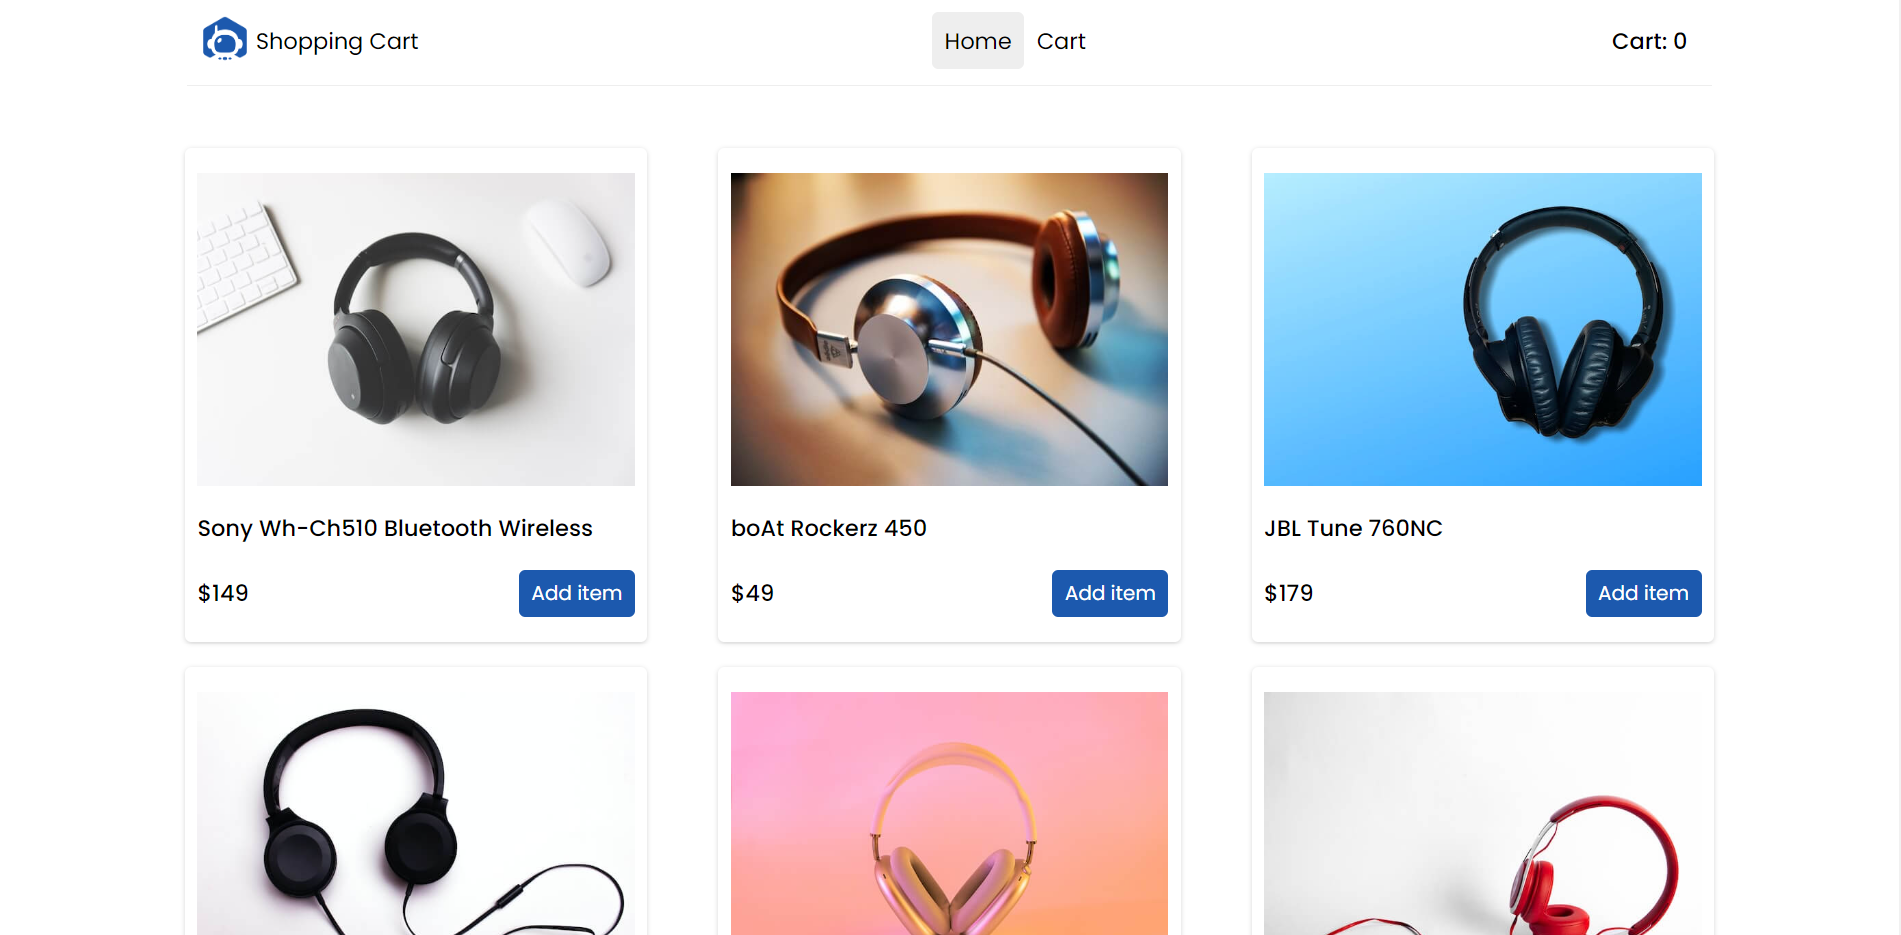 Shopping Cart
Home
Cart
Cart: 0
Sony Wh-Ch510 Bluetooth Wireless
boAt Rockerz 450
JBL Tune 760NC
$149
Add item
$49
Add item
$179
Add item